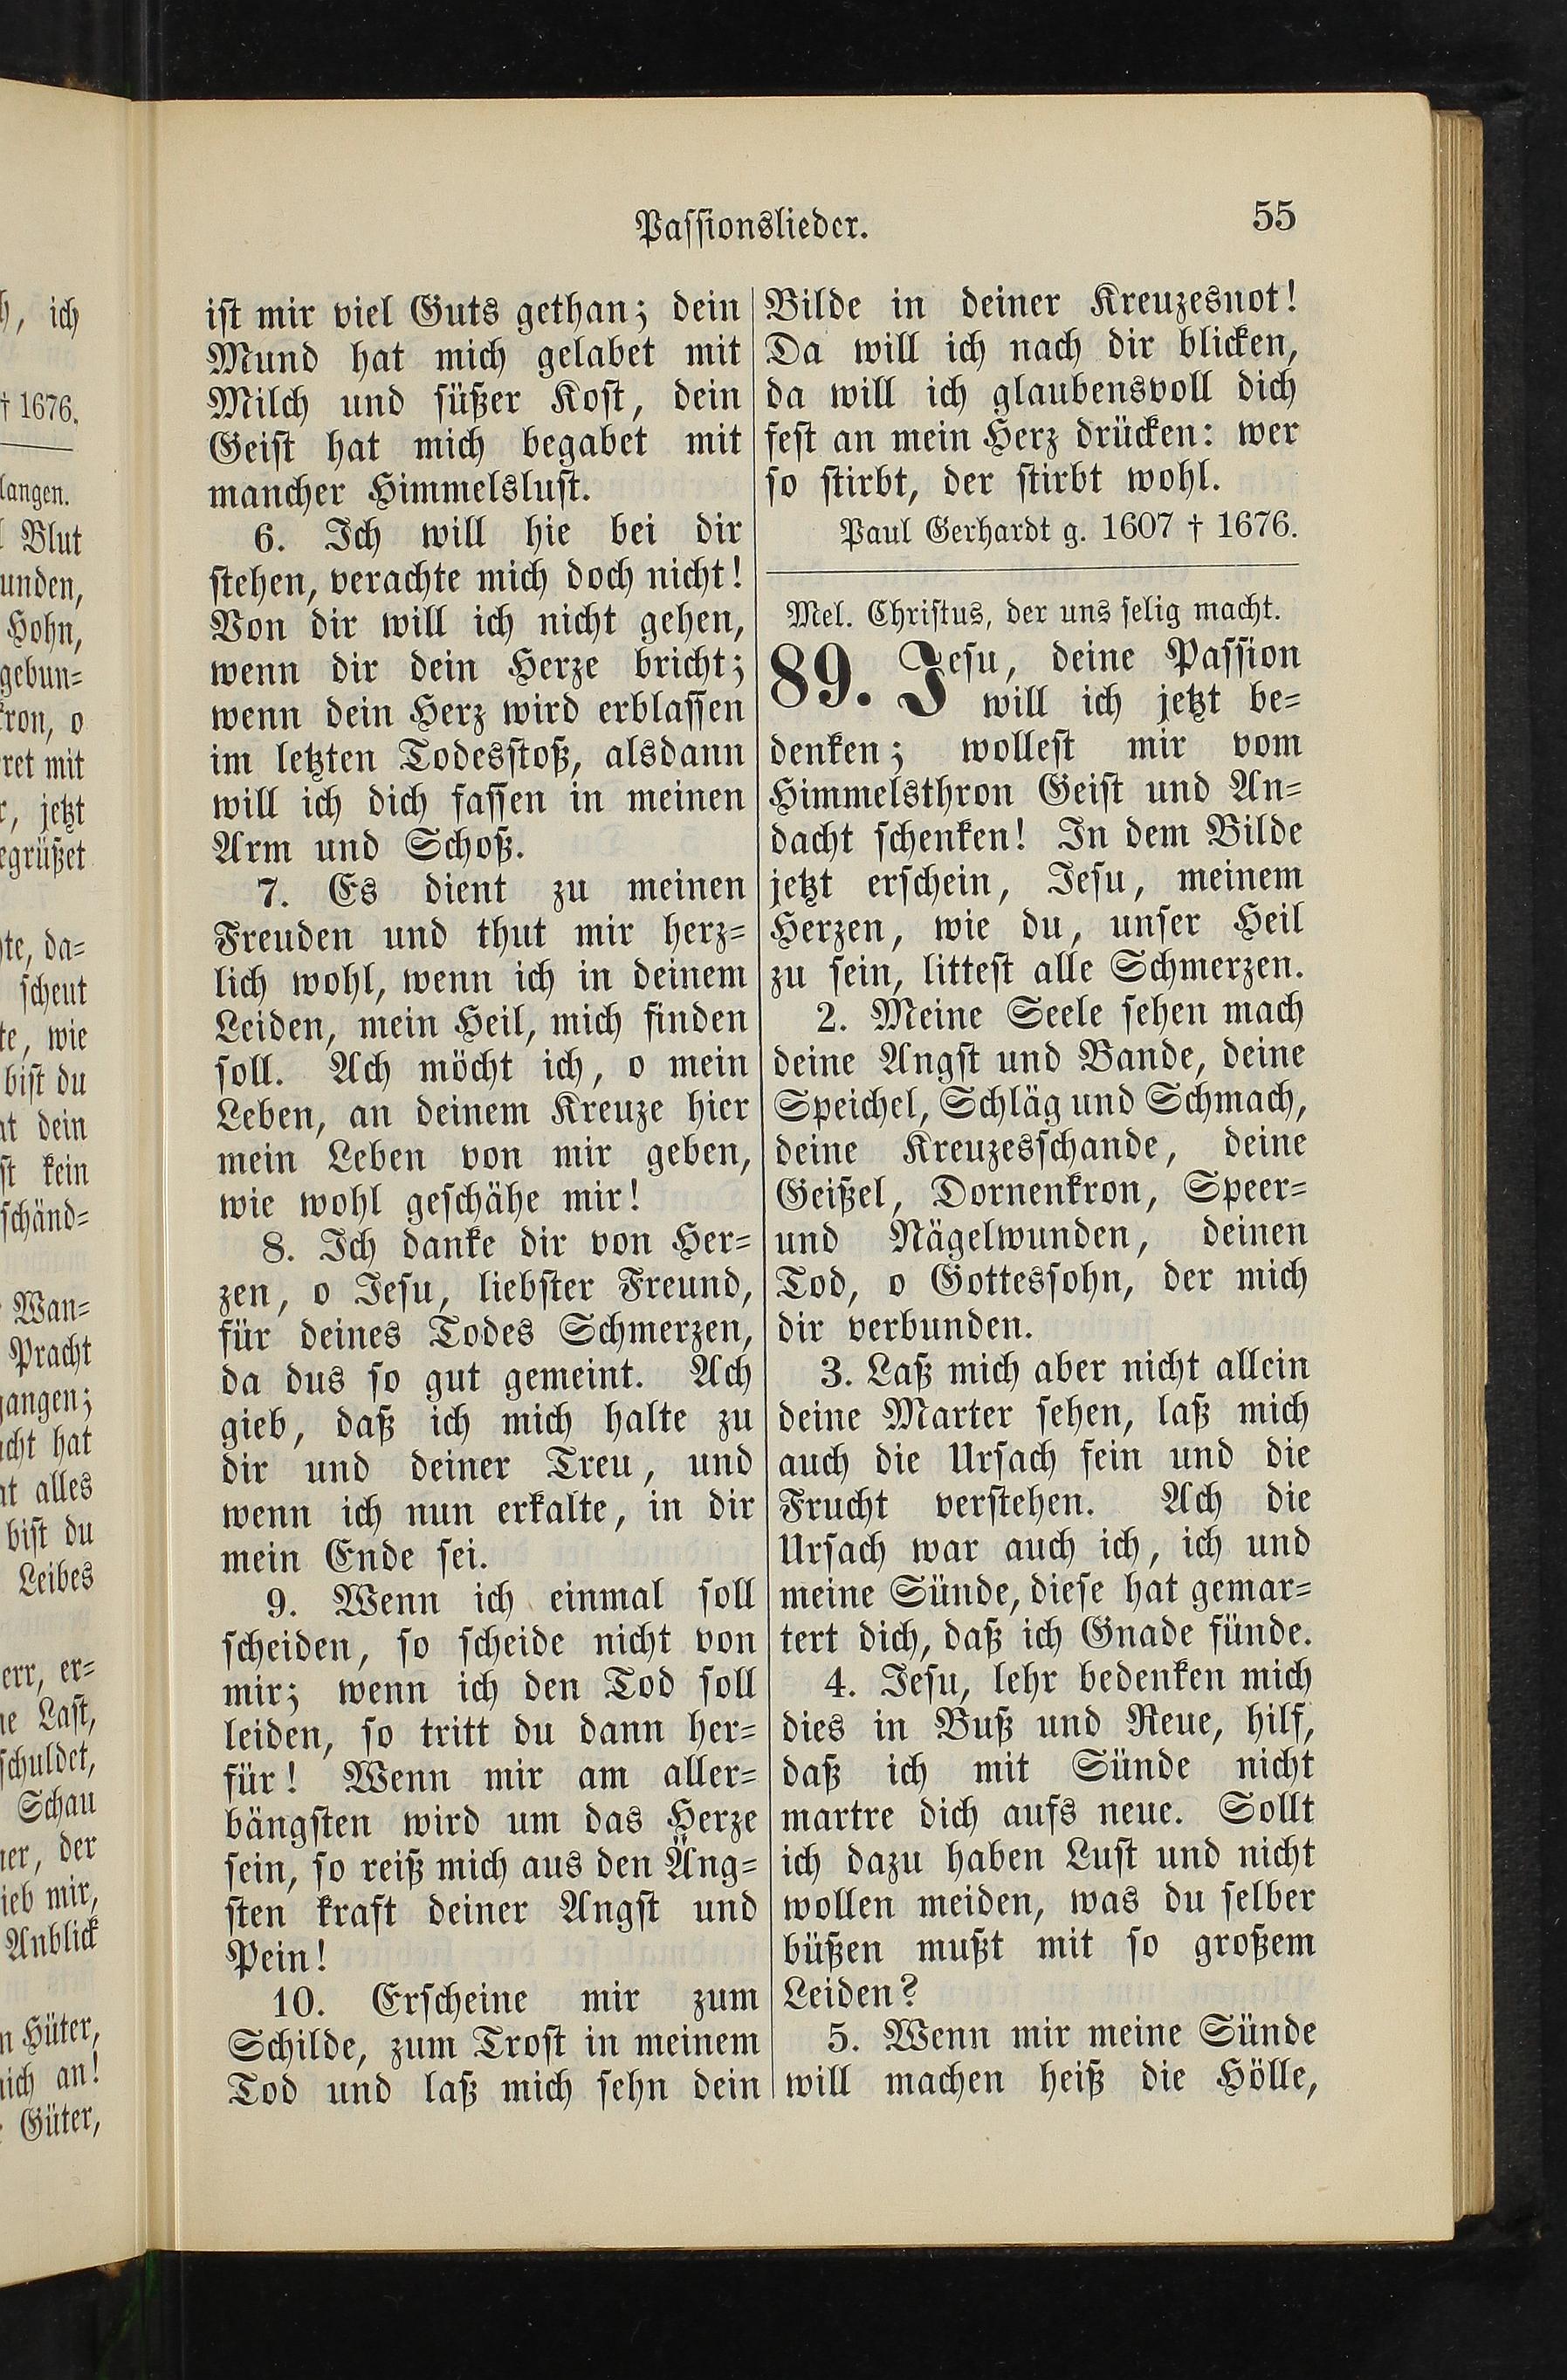 Passionslieder.
55
ist mir viel Guts gethan; dein
Mund hat mich gelabet mit
Milch und süßer Kost, dein
Geist hat mich begabet mit
mancher Himmelslust.
6. Ich will hie bei dir
stehen, verachte mich doch nicht!
Von dir will ich nicht gehen,
wenn dir dein Herze bricht;
wenn dein Herz wird erblassen
im letzten Todesstoß, alsdann
will ich dich fassen in meinen
Arm und Schoß.
7. Es dient zu meinen
Freuden und thut mir herz-
lich wohl, wenn ich in deinem
Leiden, mein Heil, mich finden
soll. Ach möcht ich, o mein
Leben, an deinem Kreuze hier
mein Leben von mir geben,
wie wohl geschähe mir!
8. Ich danke dir von Her-
zen, o Jesu, liebster Freund,
für deines Todes Schmerzen,
da dus so gut gemeint. Ach
gieb, daß ich mich halte zu
dir und deiner Treu, und
wenn ich nun erkalte, in dir
mein Ende sei.
9. Wenn ich einmal soll
scheiden, so scheide nicht von
mir; wenn ich den Tod soll
leiden, so tritt du dann her-
für! Wenn mir am aller-
bängsten wird um das Herze
sein, so reiß mich aus den Äng-
sten kraft deiner Angst und
Pein!
10. Erscheine mir zum
Schilde, zum Trost in meinem
Tod und laß mich sehn dein
Bilde in deiner Kreuzesnot!
Da will ich nach dir blicken,
da will ich glaubensvoll dich
fest an mein Herz drücken: wer
so stirbt, der stirbt wohl.
Paul Gerhardt g. 1607 † 1676.
Mel. Christus, der uns selig macht.
89. Jesu, deine Passion
will ich jetzt be-
denken; wollest mir vom
Himmelsthron Geist und An-
dacht schenken! In dem Bilde
jetzt erschein, Jesu, meinem
Herzen, wie du, unser Heil
zu sein, littest alle Schmerzen.
2. Meine Seele sehen mach
deine Angst und Bande, deine
Speichel, Schläg und Schmach,
deine Kreuzesschande, deine
Geißel, Dornenkron, Speer-
und Nägelwunden, deinen
Tod, o Gottessohn, der mich
dir verbunden.
3. Laß mich aber nicht allein
deine Marter sehen, laß mich
auch die Ursach fein und die
Frucht verstehen. Ach die
Ursach war auch ich, ich und
meine Sünde, diese hat gemar-
tert dich, daß ich Gnade fünde.
4. Jesu, lehr bedenken mich
dies in Buß und Reue, hilf,
daß ich mit Sünde nicht
martre dich aufs neue. Sollt
ich dazu haben Lust und nicht
wollen meiden, was du selber
büßen mußt mit so großem
Leiden?
5. Wenn mir meine Sünde
will machen heiß die Hölle,